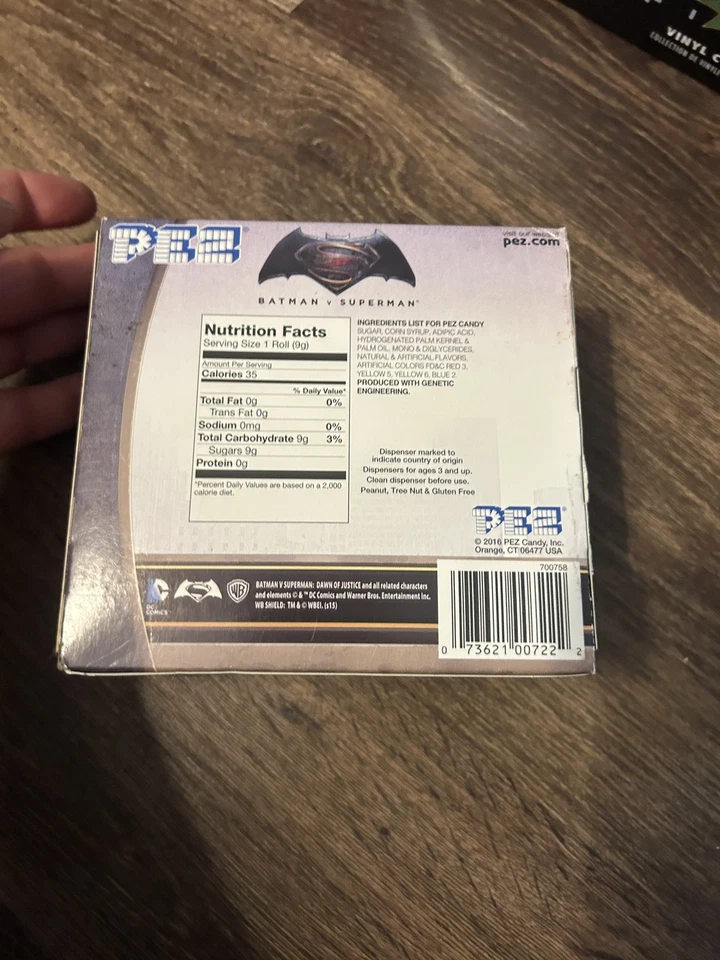 VINYL
COLLECTION DE
PEZ
visit our website
pez.com
BATMAN v SUPERMAN
Nutrition Facts
Serving Size 1 Roll (9g)
Amount Per Serving
Calories 35
% Daily Value*
Total Fat 0g 0%
Trans Fat 0g
Sodium 0mg 0%
Total Carbohydrate 9g 3%
Sugars 9g
Protein 0g
*Percent Daily Values are based on a 2,000
calorie diet.
INGREDIENTS LIST FOR PEZ CANDY
SUGAR, CORN SYRUP, ADIPIC ACID,
HYDROGENATED PALM KERNEL &
PALM OIL, MONO & DIGLYCERIDES,
NATURAL & ARTIFICIAL FLAVORS,
ARTIFICIAL COLORS FD&C RED 3,
YELLOW 5, YELLOW 6, BLUE 2.
PRODUCED WITH GENETIC
ENGINEERING.
Dispenser marked to
indicate country of origin
Dispensers for ages 3 and up.
Clean dispenser before use.
Peanut, Tree Nut & Gluten Free
PEZ
© 2016 PEZ Candy, Inc.
Orange, CT 06477 USA
DC
COMICS
WB
BATMAN V SUPERMAN: DAWN OF JUSTICE and all related characters
and elements © & ™ DC Comics and Warner Bros. Entertainment Inc.
WB SHIELD: TM & © WBEI. (s15)
700758
0 73621 00722 2